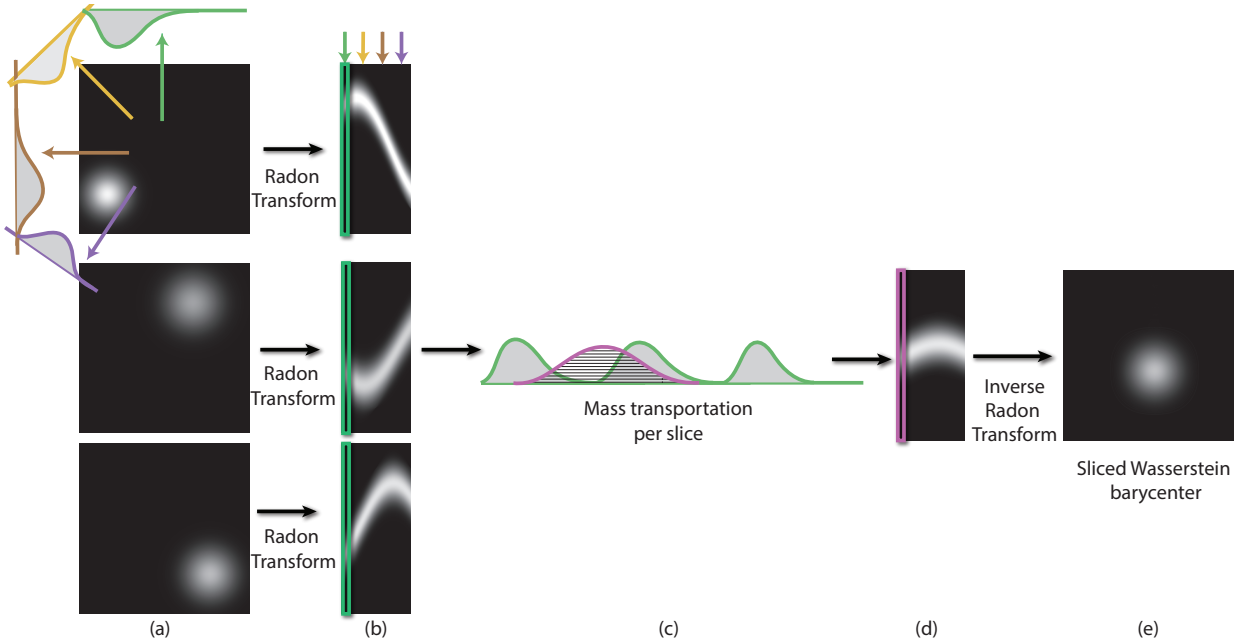 Radon
Transform
Radon
Transform
Mass transportation
per slice
Inverse
Radon
Transform
Sliced Wasserstein
barycenter
Radon
Transform
(a)
(b)
(c)
(d)
(e)